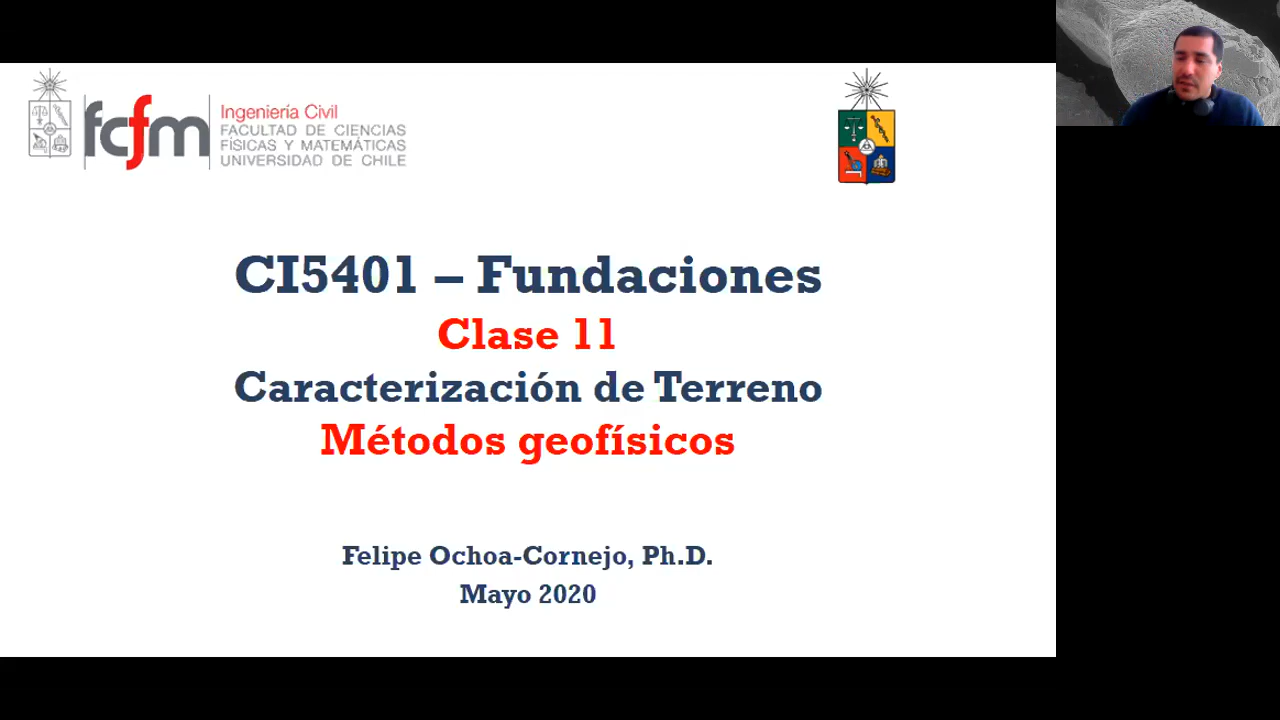 fcfm
Ingeniería Civil
FACULTAD DE CIENCIAS
FÍSICAS Y MATEMÁTICAS
UNIVERSIDAD DE CHILE
CI5401 – Fundaciones
Clase 11
Caracterización de Terreno
Métodos geofísicos
Felipe Ochoa-Cornejo, Ph.D.
Mayo 2020